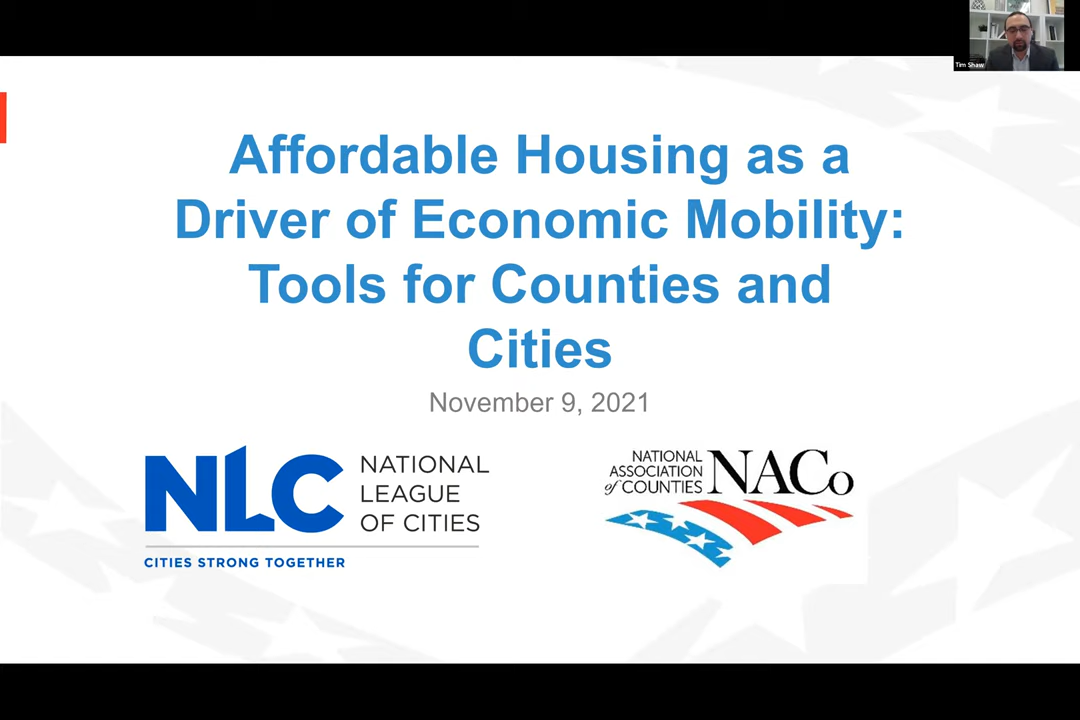 Tim Shaw
Affordable Housing as a
Driver of Economic Mobility:
Tools for Counties and
Cities
November 9, 2021
NLC
NATIONAL
LEAGUE
OF CITIES
CITIES STRONG TOGETHER
NATIONAL
ASSOCIATION
of COUNTIES
NACo